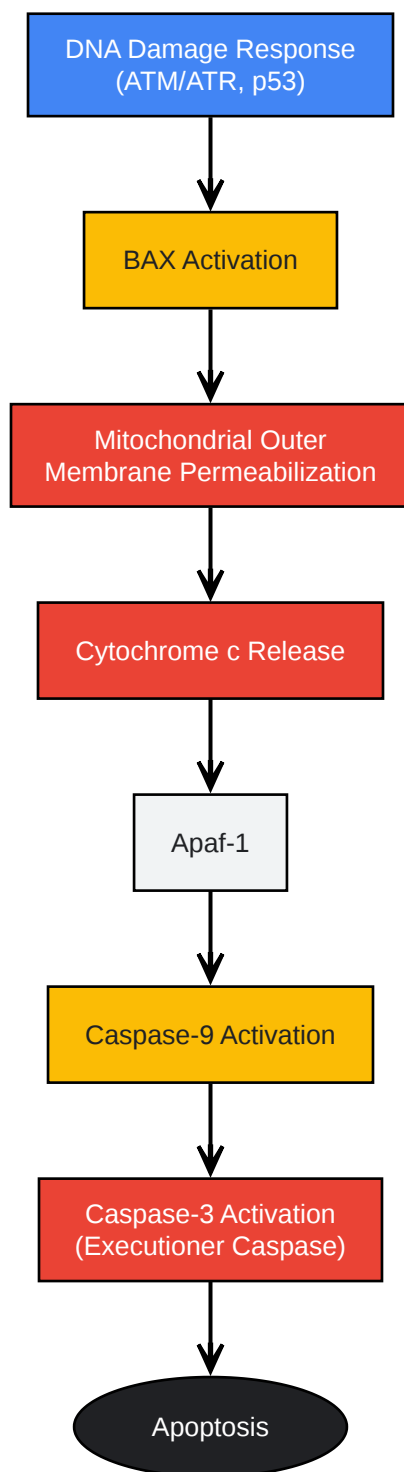 DNA Damage Response
(ATM/ATR, p53)
BAX Activation
Mitochondrial Outer
Membrane Permeabilization
Cytochrome c Release
Apaf-1
Caspase-9 Activation
Caspase-3 Activation
(Executioner Caspase)
Apoptosis